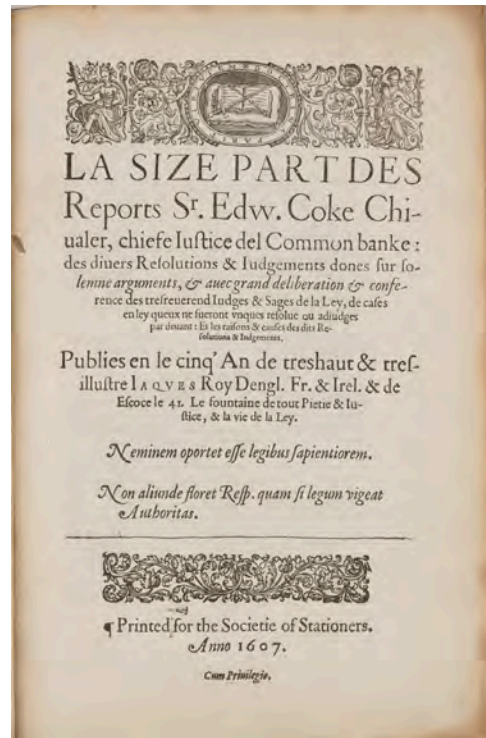 LA SIZE PART DES
Reports Sr. Edw. Coke Chi-
ualer, chiefe Iuſtice del Common banke:
des diuers Reſolutions & Iudgements dones ſur ſo-
lemne arguments, & auec grand deliberation & confe-
rence des treſreuerend Iudges & Sages de la Ley, de caſes
en ley queux ne fueront vnques reſolue ou adiudges
par deuant: Et les raiſons & cauſes des dits Re-
ſolutions & Iudgements.
Publies en le cinq' An de treshaut & treſ-
illuſtre IAQVES Roy Dengl. Fr. & Irel. & de
Eſcoce le 41. Le fountaine de tout Pietie & Iu-
ſtice, & la vie de la Ley.
Neminem oportet eſſe legibus ſapientiorem.
Non aliunde floret Reſp. quam ſi legum vigeat
Authoritas.
¶ Printed for the Societie of Stationers.
Anno 1607.
Cum Priuilegio.